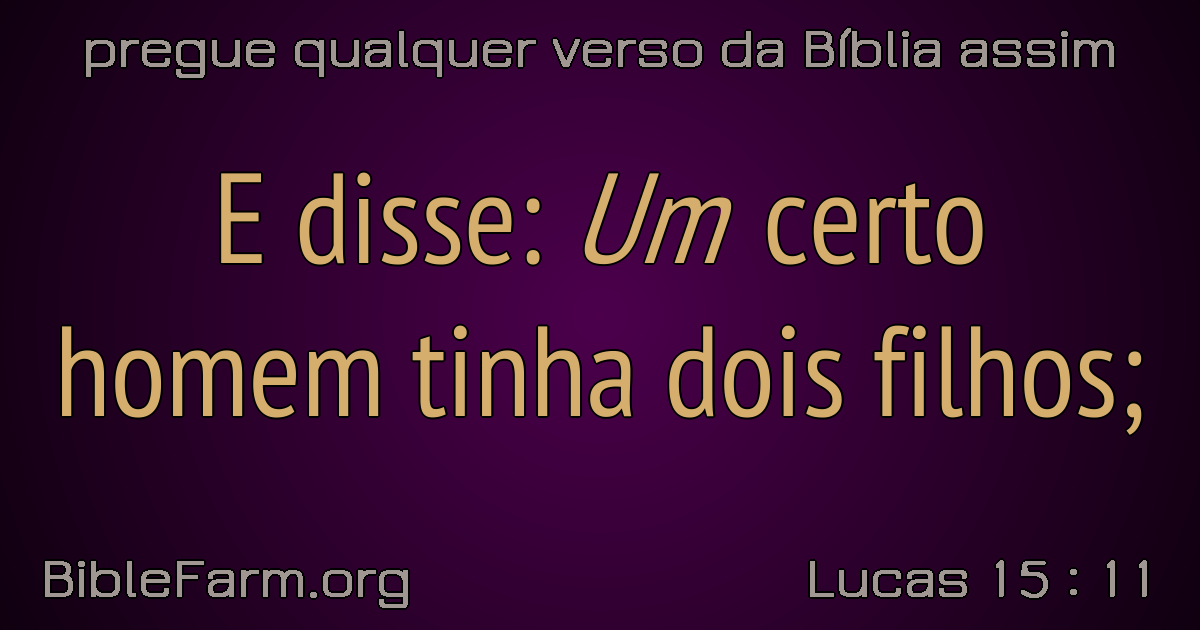 pregue qualquer verso da Bíblia assim
E disse: Um certo
homem tinha dois filhos;
BibleFarm.org
Lucas 15 : 11